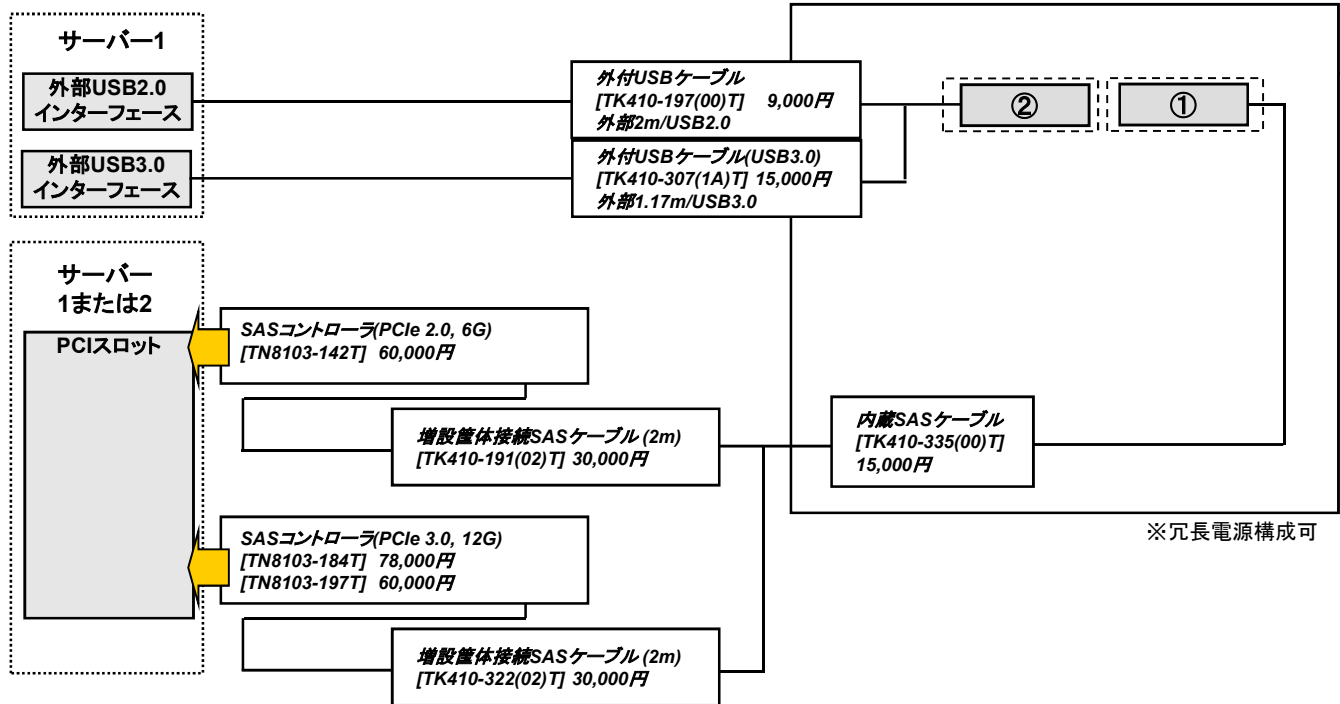 サーバー1
外部USB2.0
インターフェース
外部USB3.0
インターフェース
外付USBケーブル
[TK410-197(00)T] 9,000円
外部2m/USB2.0
外付USBケーブル(USB3.0)
[TK410-307(1A)T] 15,000円
外部1.17m/USB3.0
②
①
サーバー
1または2
PCIスロット
SASコントローラ(PCIe 2.0, 6G)
[TN8103-142T] 60,000円
増設筐体接続SASケーブル (2m)
[TK410-191(02)T] 30,000円
内蔵SASケーブル
[TK410-335(00)T]
15,000円
※冗長電源構成可
SASコントローラ(PCIe 3.0, 12G)
[TN8103-184T] 78,000円
[TN8103-197T] 60,000円
増設筐体接続SASケーブル (2m)
[TK410-322(02)T] 30,000円